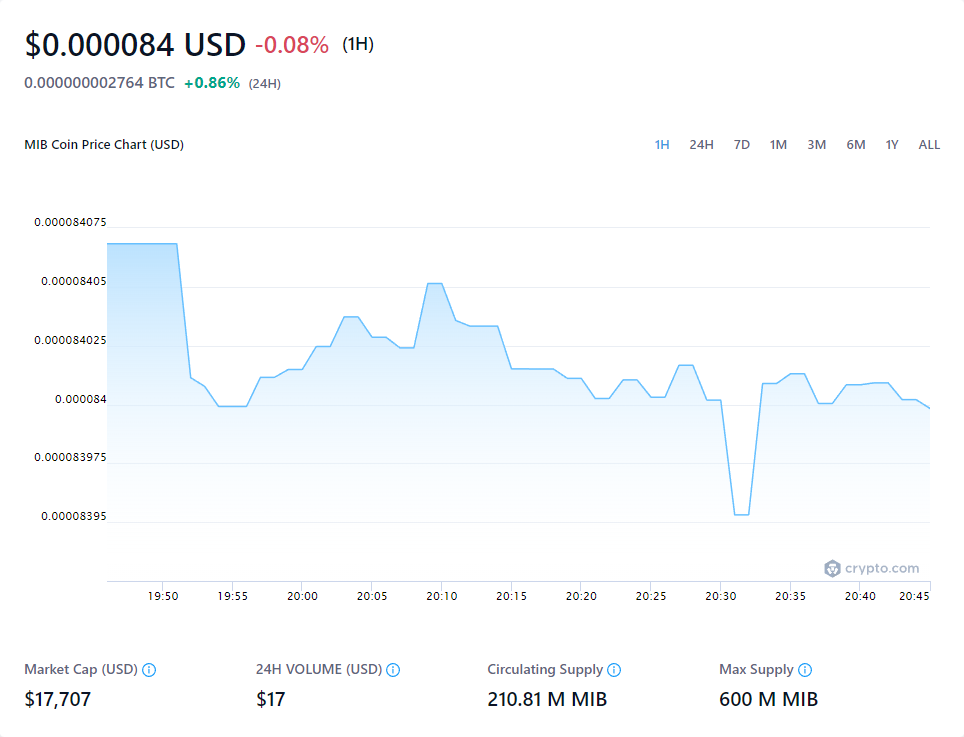 $0.000084 USD -0.08% (1H)
0.000000002764 BTC +0.86% (24H)
MIB Coin Price Chart (USD) 1H 24H 7D 1M 3M 6M 1Y ALL
0.000084075
0.00008405
0.000084025
0.000084
0.000083975
0.00008395
crypto.com
19:50 19:55 20:00 20:05 20:10 20:15 20:20 20:25 20:30 20:35 20:40 20:45
Market Cap (USD) 24H VOLUME (USD) Circulating Supply Max Supply
$17,707 $17 210.81 M MIB 600 M MIB